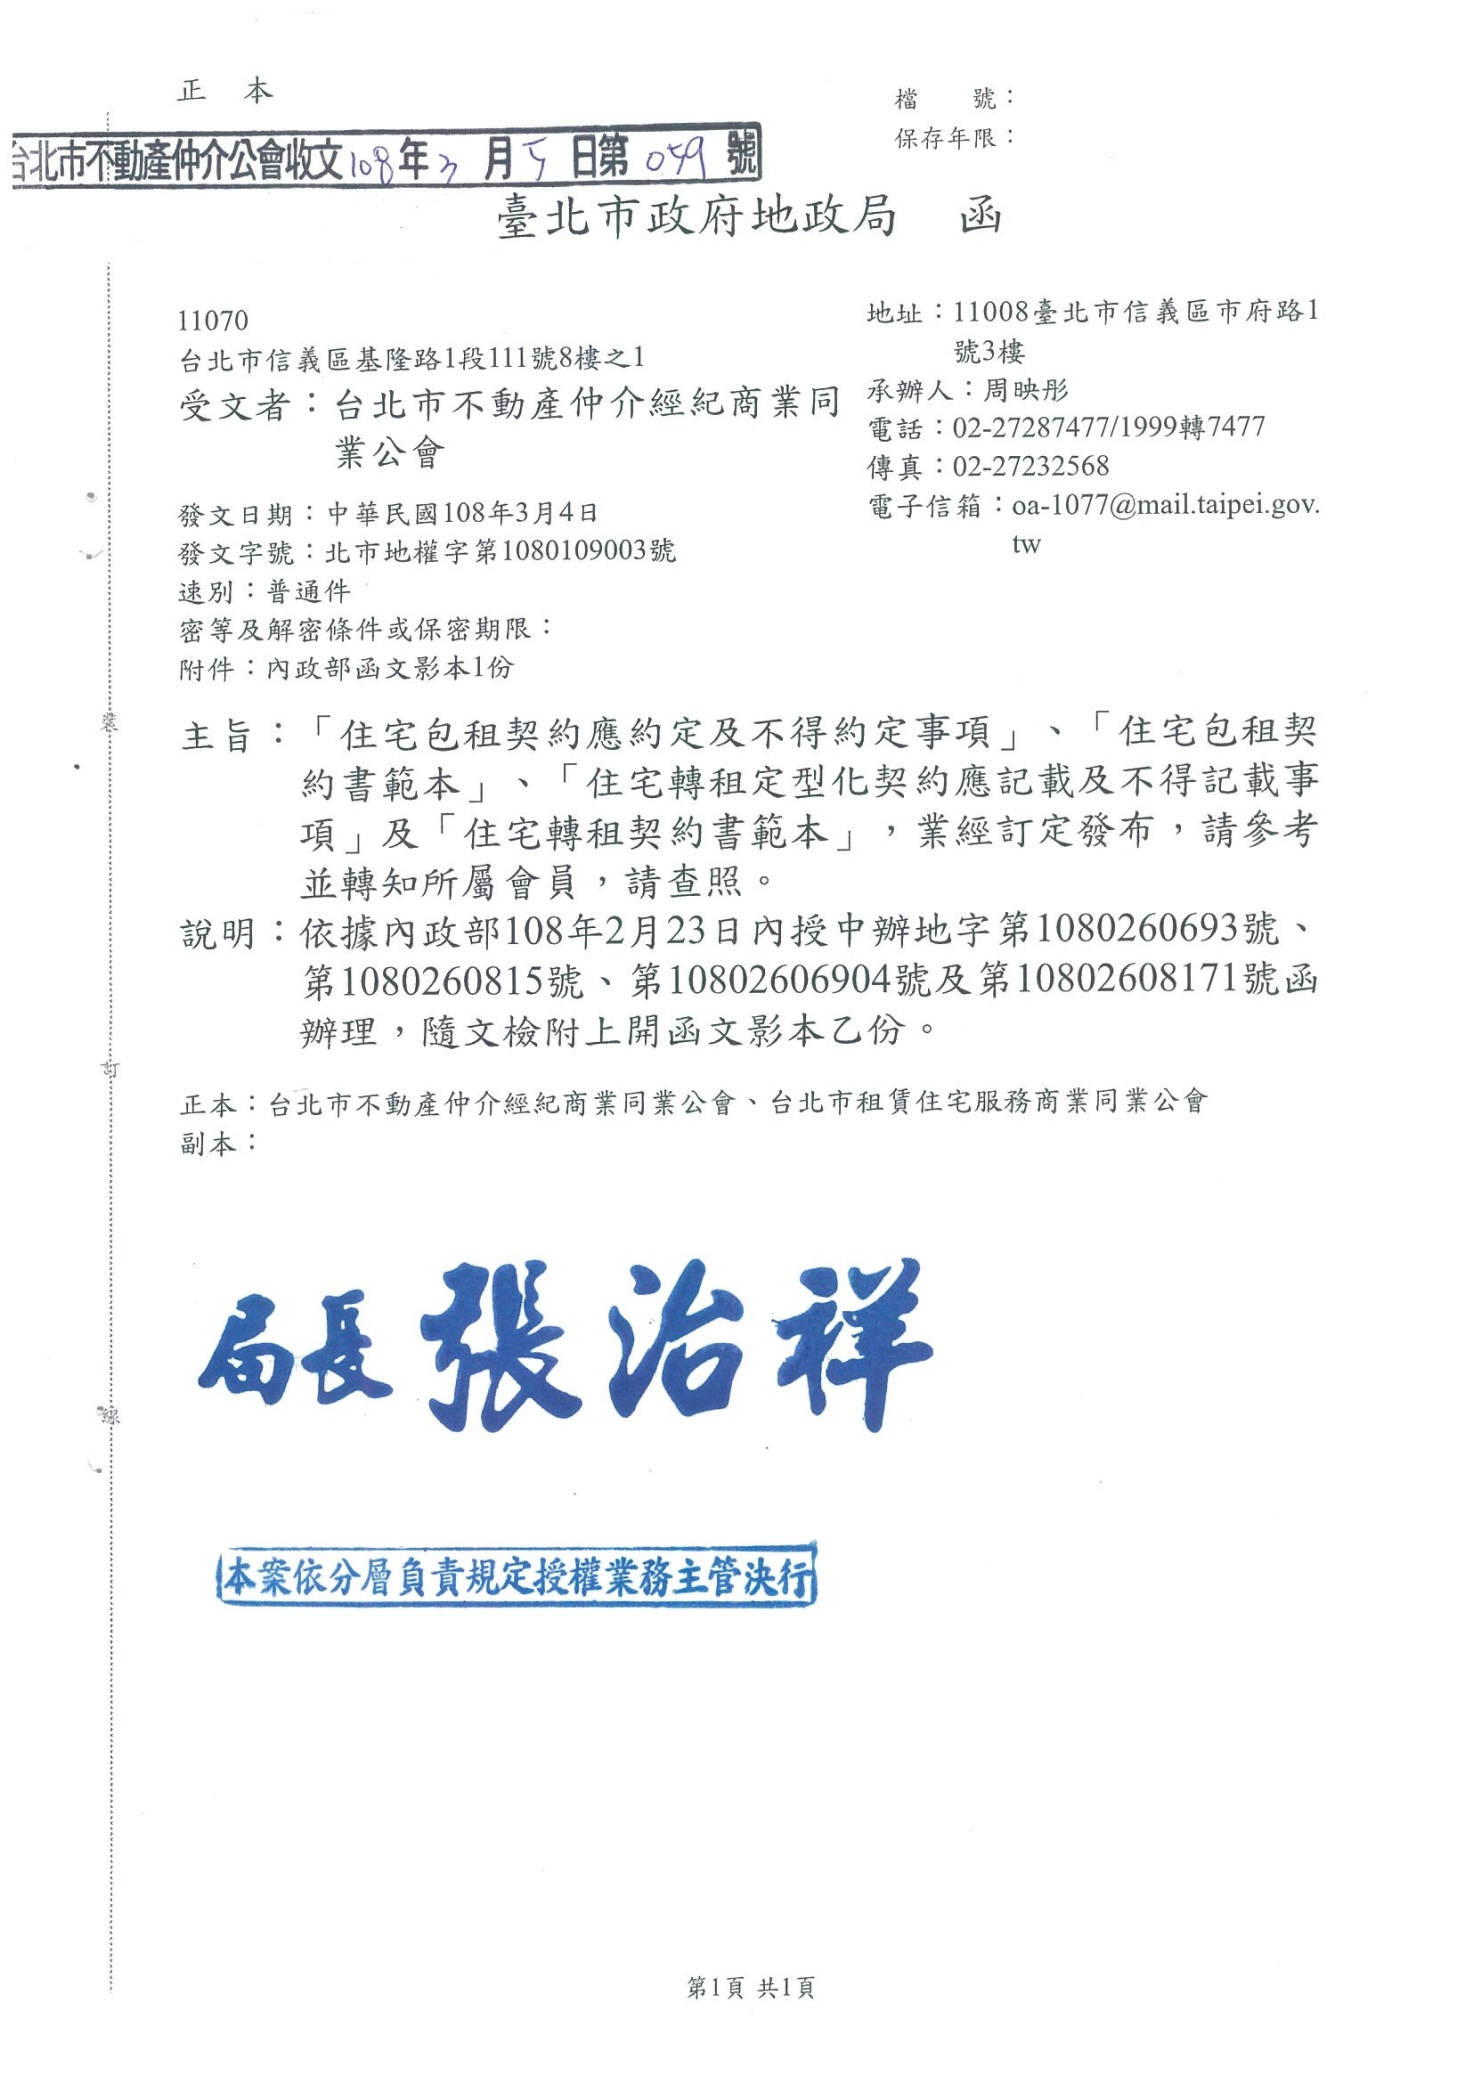 正　本
檔　　號：
保存年限：
台北市不動產仲介公會收文108年3月5日第059號
臺北市政府地政局　函
11070
台北市信義區基隆路1段111號8樓之1
受文者：台北市不動產仲介經紀商業同
業公會
地址：11008臺北市信義區市府路1
號3樓
承辦人：周映彤
電話：02-27287477/1999轉7477
傳真：02-27232568
電子信箱：oa-1077@mail.taipei.gov.
tw
發文日期：中華民國108年3月4日
發文字號：北市地權字第1080109003號
速別：普通件
密等及解密條件或保密期限：
附件：內政部函文影本1份
主旨：「住宅包租契約應約定及不得約定事項」、「住宅包租契
約書範本」、「住宅轉租定型化契約應記載及不得記載事
項」及「住宅轉租契約書範本」，業經訂定發布，請參考
並轉知所屬會員，請查照。
說明：依據內政部108年2月23日內授中辦地字第1080260693號、
第1080260815號、第10802606904號及第10802608171號函
辦理，隨文檢附上開函文影本乙份。
正本：台北市不動產仲介經紀商業同業公會、台北市租賃住宅服務商業同業公會
副本：
裝
訂
線
局長張治祥
本案依分層負責規定授權業務主管決行
第1頁 共1頁